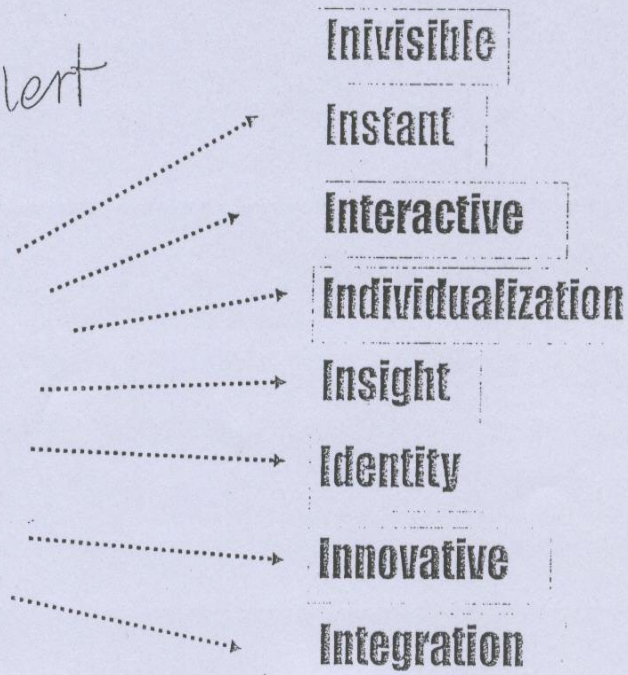 Inivisible
lert
Instant
Interactive
Individualization
Insight
Identity
Innovative
Integration